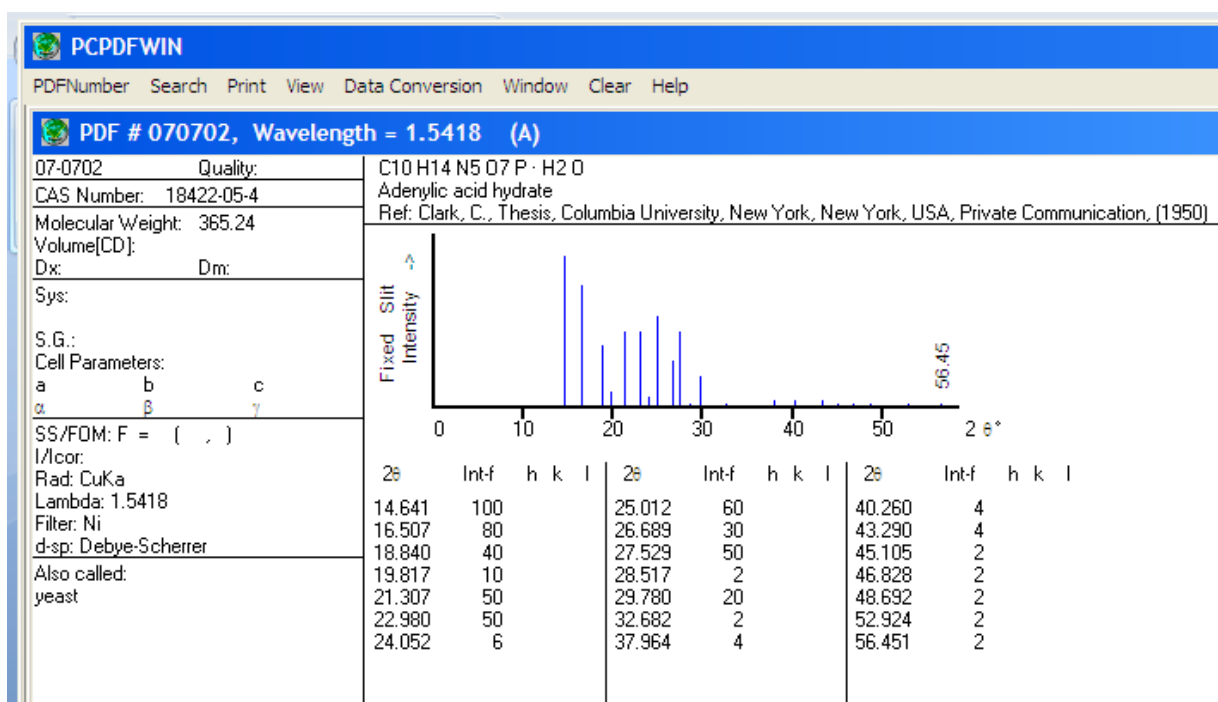 PCPDFWIN
PDFNumber Search Print View Data Conversion Window Clear Help
PDF # 070702, Wavelength = 1.5418 (A)
07-0702 Quality:
CAS Number: 18422-05-4
Molecular Weight: 365.24
Volume[CD]:
Dx: Dm:
Sys:
S.G.:
Cell Parameters:
a b c
α β γ
SS/FOM: F = ( , )
I/Icor:
Rad: CuKa
Lambda: 1.5418
Filter: Ni
d-sp: Debye-Scherrer
Also called:
yeast
C10 H14 N5 O7 P · H2 O
Adenylic acid hydrate
Ref: Clark, C., Thesis, Columbia University, New York, New York, USA, Private Communication, (1950)
Fixed Slit
Intensity ->
56.45
0 10 20 30 40 50 2 θ°
2θ Int-f h k l 2θ Int-f h k l 2θ Int-f h k l
14.641 100 25.012 60 40.260 4
16.507 80 26.689 30 43.290 4
18.840 40 27.529 50 45.105 2
19.817 10 28.517 2 46.828 2
21.307 50 29.780 20 48.692 2
22.980 50 32.682 2 52.924 2
24.052 6 37.964 4 56.451 2